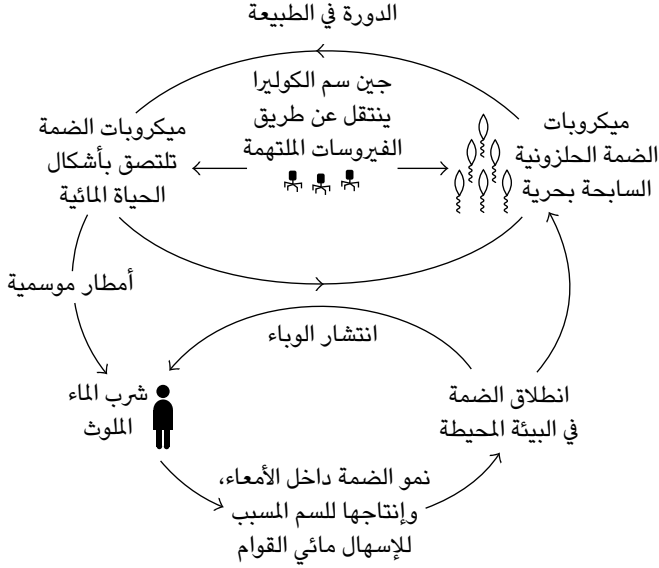 الدورة في الطبيعة
جين سم الكوليرا
ينتقل عن طريق
الفيروسات الملتهمة
ميكروبات
الضمة الحلزونية
السابحة بحرية
ميكروبات الضمة
تلتصق بأشكال
الحياة المائية
أمطار موسمية
انتشار الوباء
شرب الماء
الملوث
انطلاق الضمة
في البيئة المحيطة
نمو الضمة داخل الأمعاء،
وإنتاجها للسم المسبب
للإسهال مائي القوام